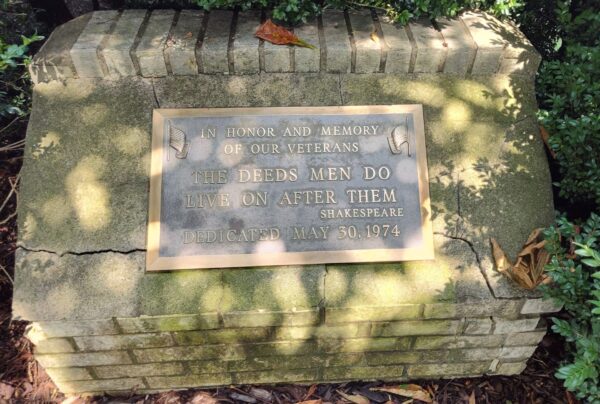 IN HONOR AND MEMORY
OF OUR VETERANS
THE DEEDS MEN DO
LIVE ON AFTER THEM
SHAKESPEARE
DEDICATED MAY 30, 1974